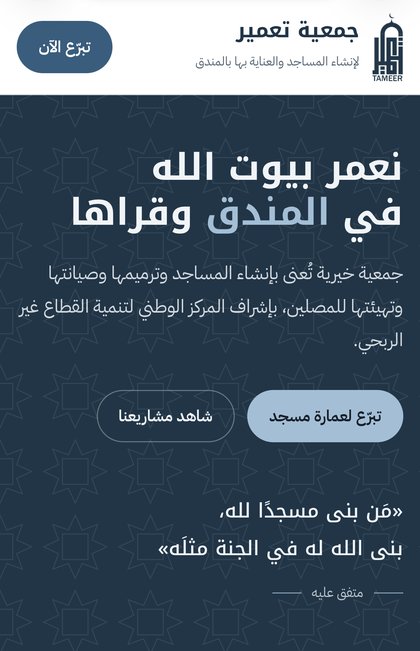 جمعية تعمير
لإنشاء المساجد والعناية بها بالمندق
TAMEER
تبرّع الآن
نعمر بيوت الله
في المندق وقراها
جمعية خيرية تُعنى بإنشاء المساجد وترميمها وصيانتها
وتهيئتها للمصلين، بإشراف المركز الوطني لتنمية القطاع غير
الربحي.
تبرّع لعمارة مسجد
شاهد مشاريعنا
«مَن بنى مسجدًا لله،
بنى الله له في الجنة مثلَه»
متفق عليه